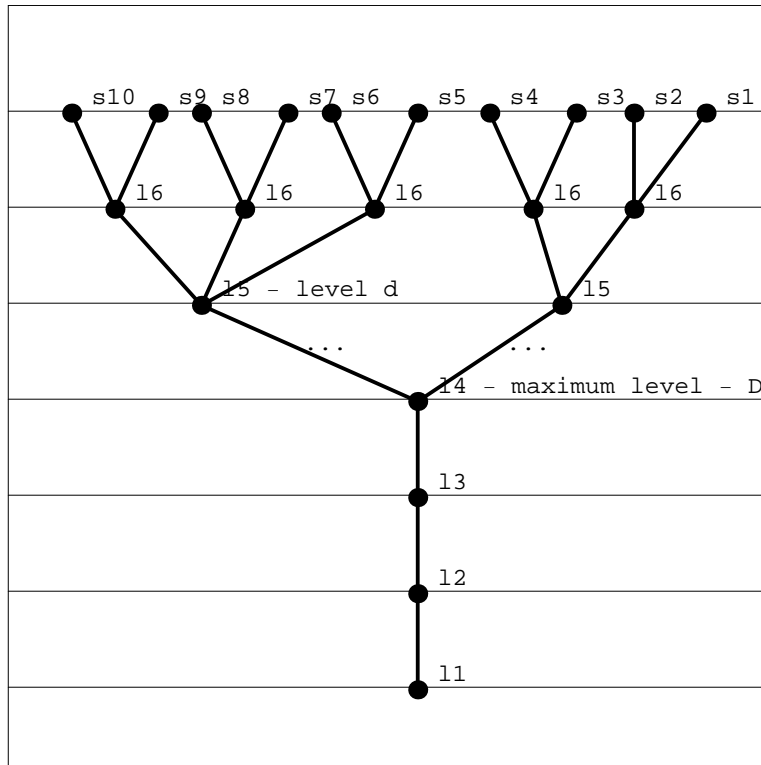 s10 s9 s8 s7 s6 s5 s4 s3 s2 s1
l6 l6 l6 l6 l6
l5 - level d l5
... ...
l4 - maximum level - D
l3
l2
l1